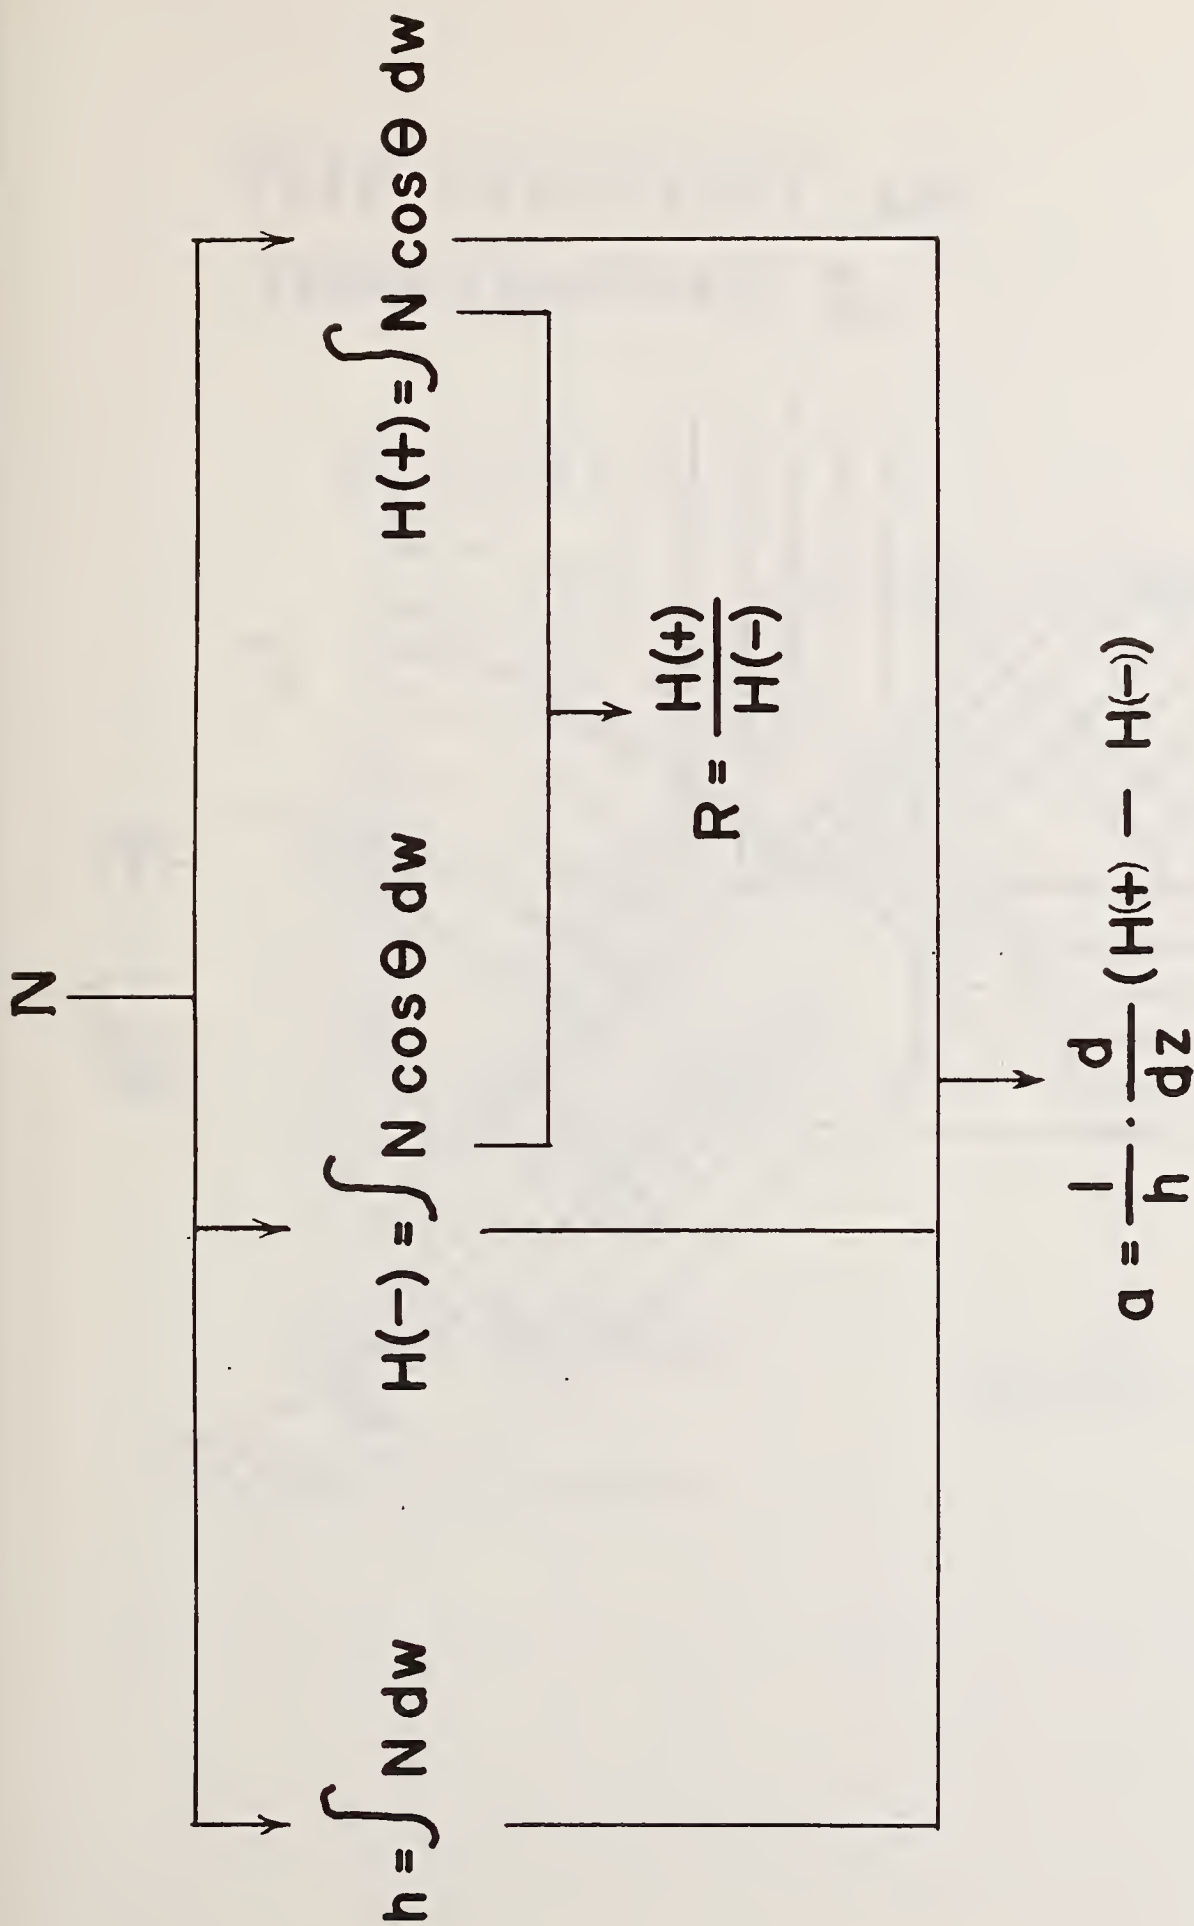 N
h = ∫ N dw
H(−) = ∫ N cos θ dw
H(+) = ∫ N cos θ dw
R = H(+) / H(−)
a = 1/h · d/dz (H(+) − H(−))